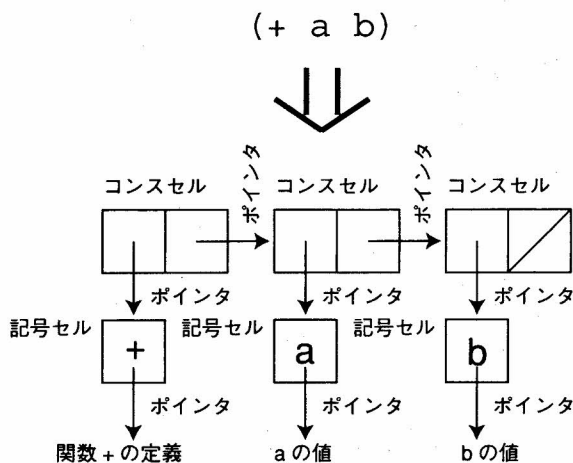 (+ a b)
コンスセル ポインタ コンスセル ポインタ コンスセル
ポインタ ポインタ ポインタ
記号セル 記号セル 記号セル
+ a b
ポインタ ポインタ ポインタ
関数+の定義 aの値 bの値